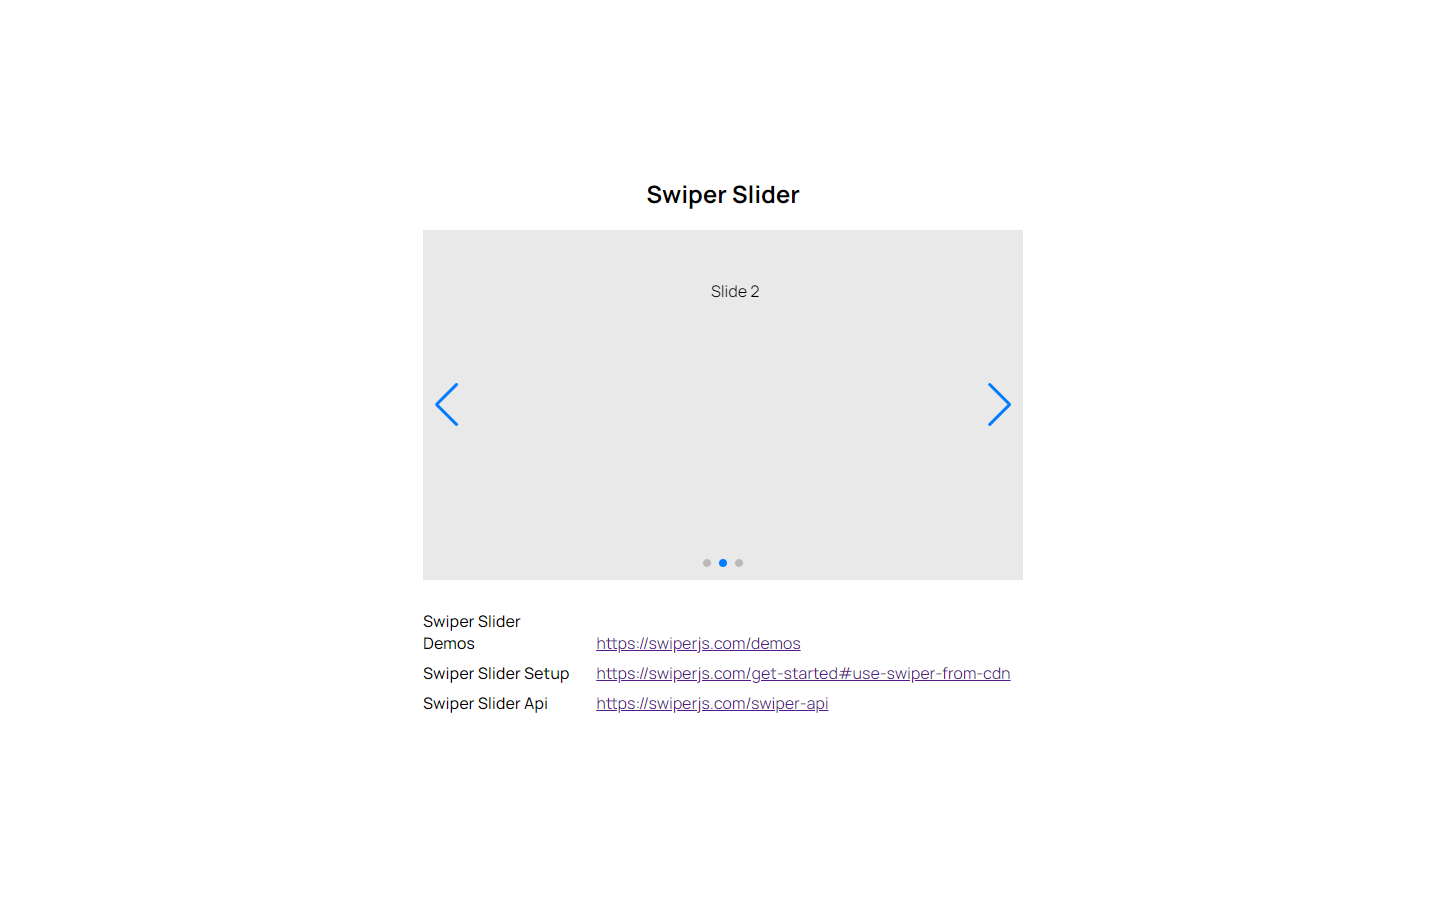 Swiper Slider
Slide 2
Swiper Slider
Demos https://swiperjs.com/demos
Swiper Slider Setup https://swiperjs.com/get-started#use-swiper-from-cdn
Swiper Slider Api https://swiperjs.com/swiper-api